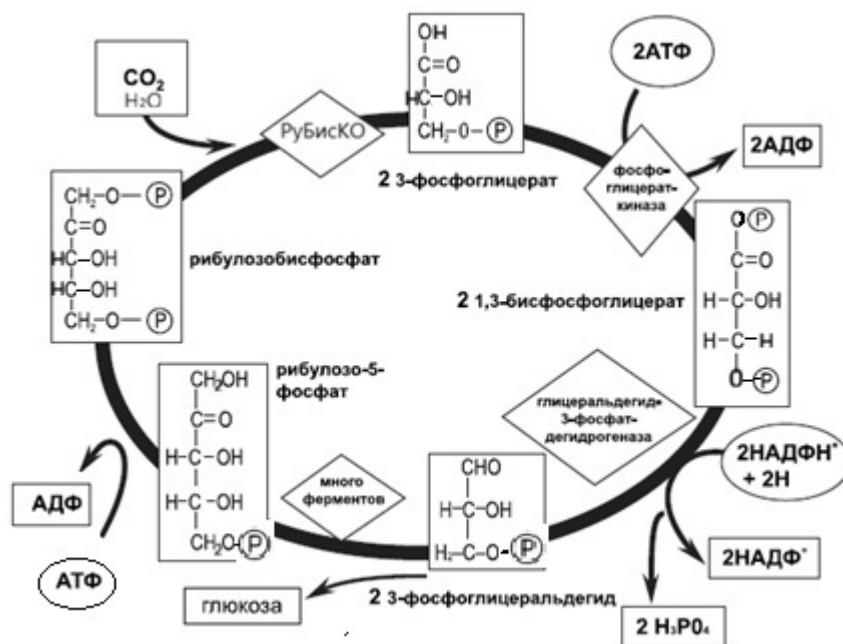 CO₂
H₂O
РуБисКО
OH
C=O
HC–OH
CH₂–O–Ⓟ
2 3-фосфоглицерат
2АТФ
фосфо-
глицерат-
киназа
2АДФ
CH₂–O–Ⓟ
C=O
HC–OH
HC–OH
CH₂–O–Ⓟ
рибулозобисфосфат
OⓅ
C=O
H–C–OH
H–C–H
O–Ⓟ
2 1,3-бисфосфоглицерат
рибулозо-5-
фосфат
CH₂OH
C=O
H–C–OH
H–C–OH
CH₂O–Ⓟ
глицеральдегид-
3-фосфат-
дегидрогеназа
2НАДФН*
+ 2Н
2НАДФ*
2 H₃PO₄
много
ферментов
CHO
H–C–OH
H₂–C–O–Ⓟ
2 3-фосфоглицеральдегид
глюкоза
АДФ
АТФ